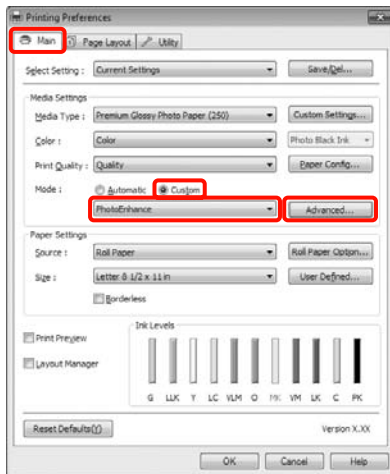 Printing Preferences
Main Page Layout Utility
Select Setting : Current Settings Save/Del...
Media Settings
Media Type : Premium Glossy Photo Paper (250) Custom Settings...
Color : Color Photo Black Ink
Print Quality : Quality Paper Config...
Mode : Automatic Custom
PhotoEnhance Advanced...
Paper Settings
Source : Roll Paper Roll Paper Option...
Size : Letter 8 1/2 x 11 in User Defined...
Borderless
Ink Levels
Print Preview
Layout Manager
G LLK Y LC VLM O MK VM LK C PK
Reset Defaults(Y) Version X.XX
OK Cancel Help